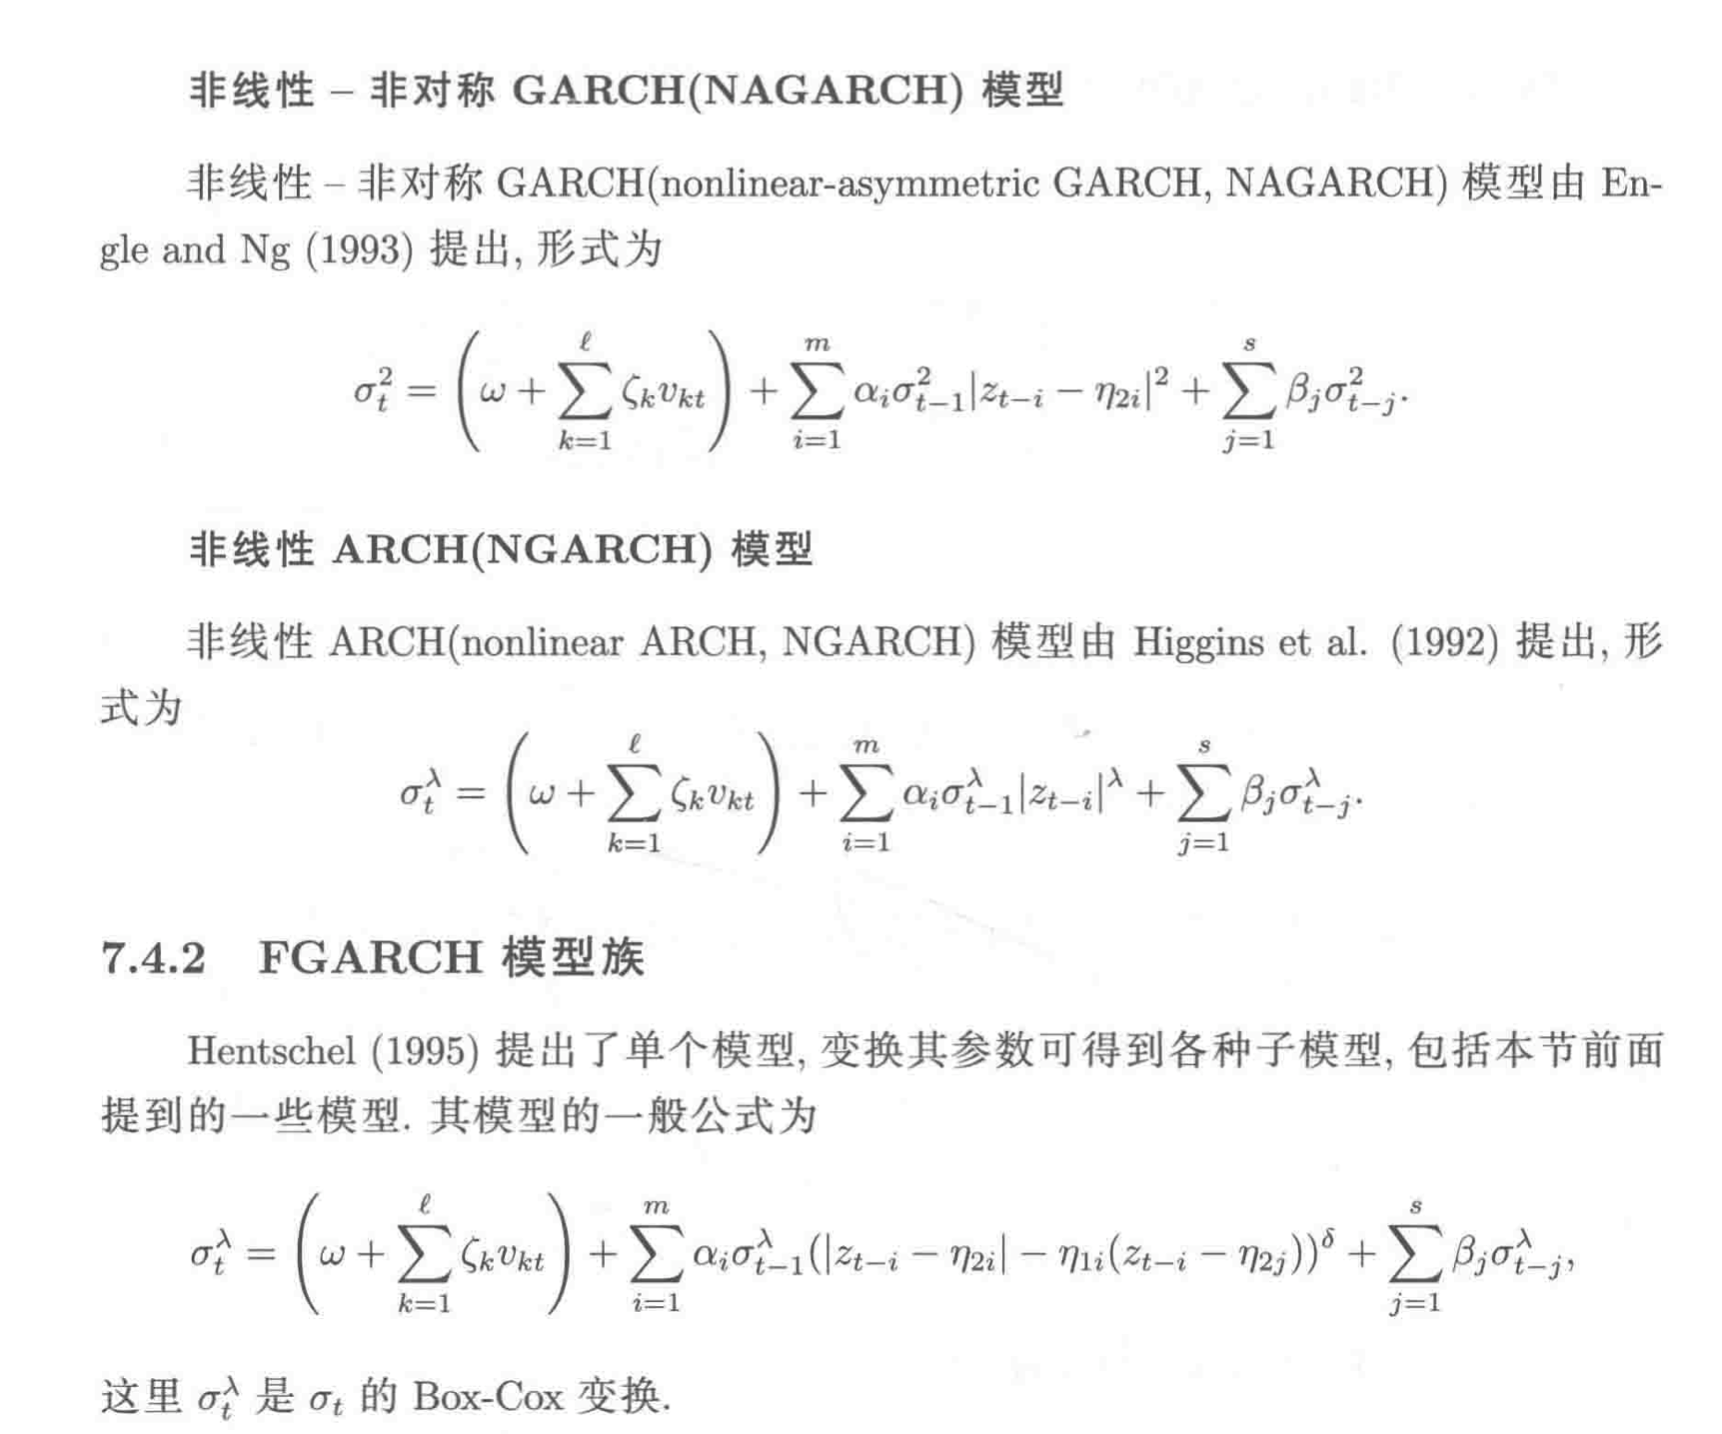 非线性 – 非对称 GARCH(NAGARCH) 模型
非线性 – 非对称 GARCH(nonlinear-asymmetric GARCH, NAGARCH) 模型由 En-
gle and Ng (1993) 提出, 形式为
$$\sigma_t^2 = \left(\omega + \sum_{k=1}^{\ell} \zeta_k v_{kt}\right) + \sum_{i=1}^{m} \alpha_i \sigma_{t-1}^2 |z_{t-i} - \eta_{2i}|^2 + \sum_{j=1}^{s} \beta_j \sigma_{t-j}^2.$$
非线性 ARCH(NGARCH) 模型
非线性 ARCH(nonlinear ARCH, NGARCH) 模型由 Higgins et al. (1992) 提出, 形
式为
$$\sigma_t^\lambda = \left(\omega + \sum_{k=1}^{\ell} \zeta_k v_{kt}\right) + \sum_{i=1}^{m} \alpha_i \sigma_{t-1}^\lambda |z_{t-i}|^\lambda + \sum_{j=1}^{s} \beta_j \sigma_{t-j}^\lambda.$$
7.4.2 FGARCH 模型族
Hentschel (1995) 提出了单个模型, 变换其参数可得到各种子模型, 包括本节前面
提到的一些模型. 其模型的一般公式为
$$\sigma_t^\lambda = \left(\omega + \sum_{k=1}^{\ell} \zeta_k v_{kt}\right) + \sum_{i=1}^{m} \alpha_i \sigma_{t-1}^\lambda (|z_{t-i} - \eta_{2i}| - \eta_{1i}(z_{t-i} - \eta_{2j}))^\delta + \sum_{j=1}^{s} \beta_j \sigma_{t-j}^\lambda,$$
这里 $\sigma_t^\lambda$ 是 $\sigma_t$ 的 Box-Cox 变换.